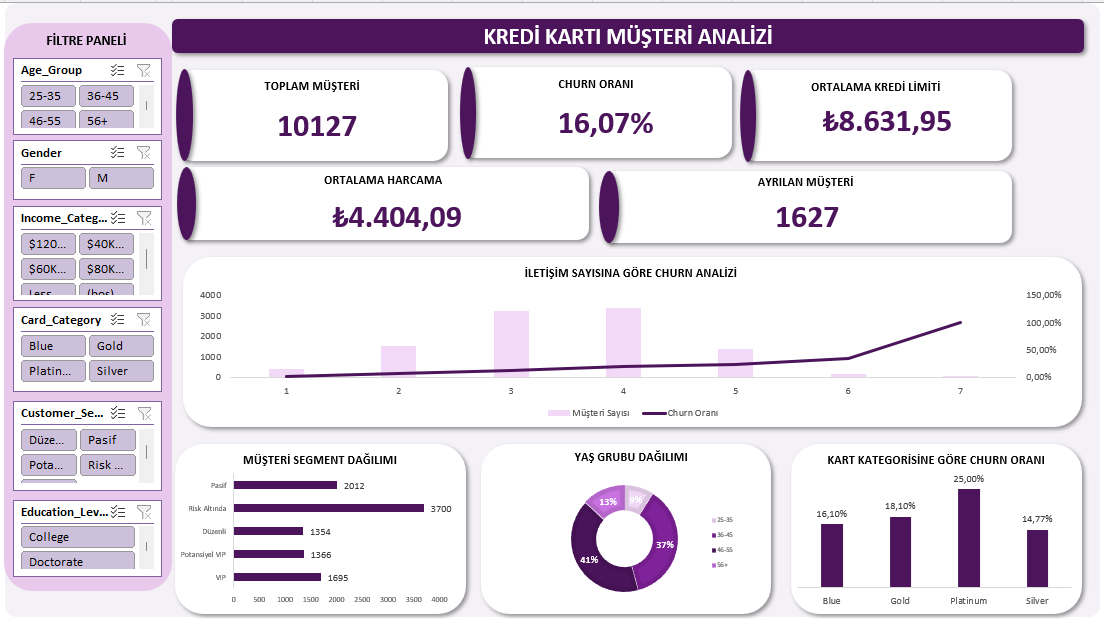 FİLTRE PANELİ
Age_Group
25-35 36-45
46-55 56+
Gender
F M
Income_Categ...
$120... $40K...
$60K... $80K...
Less (bos)
Card_Category
Blue Gold
Platin... Silver
Customer_Se...
Düze... Pasif
Pota... Risk ...
Education_Lev...
College
Doctorate
KREDİ KARTI MÜŞTERİ ANALİZİ
TOPLAM MÜŞTERİ
10127
CHURN ORANI
16,07%
ORTALAMA KREDİ LİMİTİ
₺8.631,95
ORTALAMA HARCAMA
₺4.404,09
AYRILAN MÜŞTERİ
1627
İLETİŞİM SAYISINA GÖRE CHURN ANALİZİ
4000 150,00%
3000 100,00%
2000
1000 50,00%
0 0,00%
1 2 3 4 5 6 7
Müşteri Sayısı Churn Oranı
MÜŞTERİ SEGMENT DAĞILIMI
Pasif 2012
Risk Altında 3700
Düzenli 1354
Potansiyel VIP 1366
VIP 1695
0 500 1000 1500 2000 2500 3000 3500 4000
YAŞ GRUBU DAĞILIMI
13% 9%
37%
41%
25-35
36-45
46-55
56+
KART KATEGORİSİNE GÖRE CHURN ORANI
16,10% 18,10% 25,00% 14,77%
Blue Gold Platinum Silver